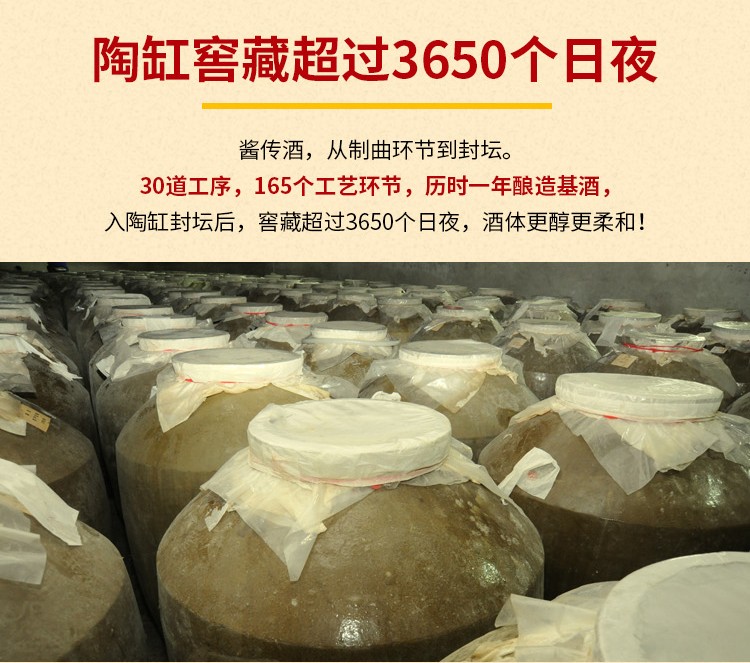 陶缸窖藏超过3650个日夜
酱传酒，从制曲环节到封坛。
30道工序，165个工艺环节，历时一年酿造基酒，
入陶缸封坛后，窖藏超过3650个日夜，酒体更醇更柔和！